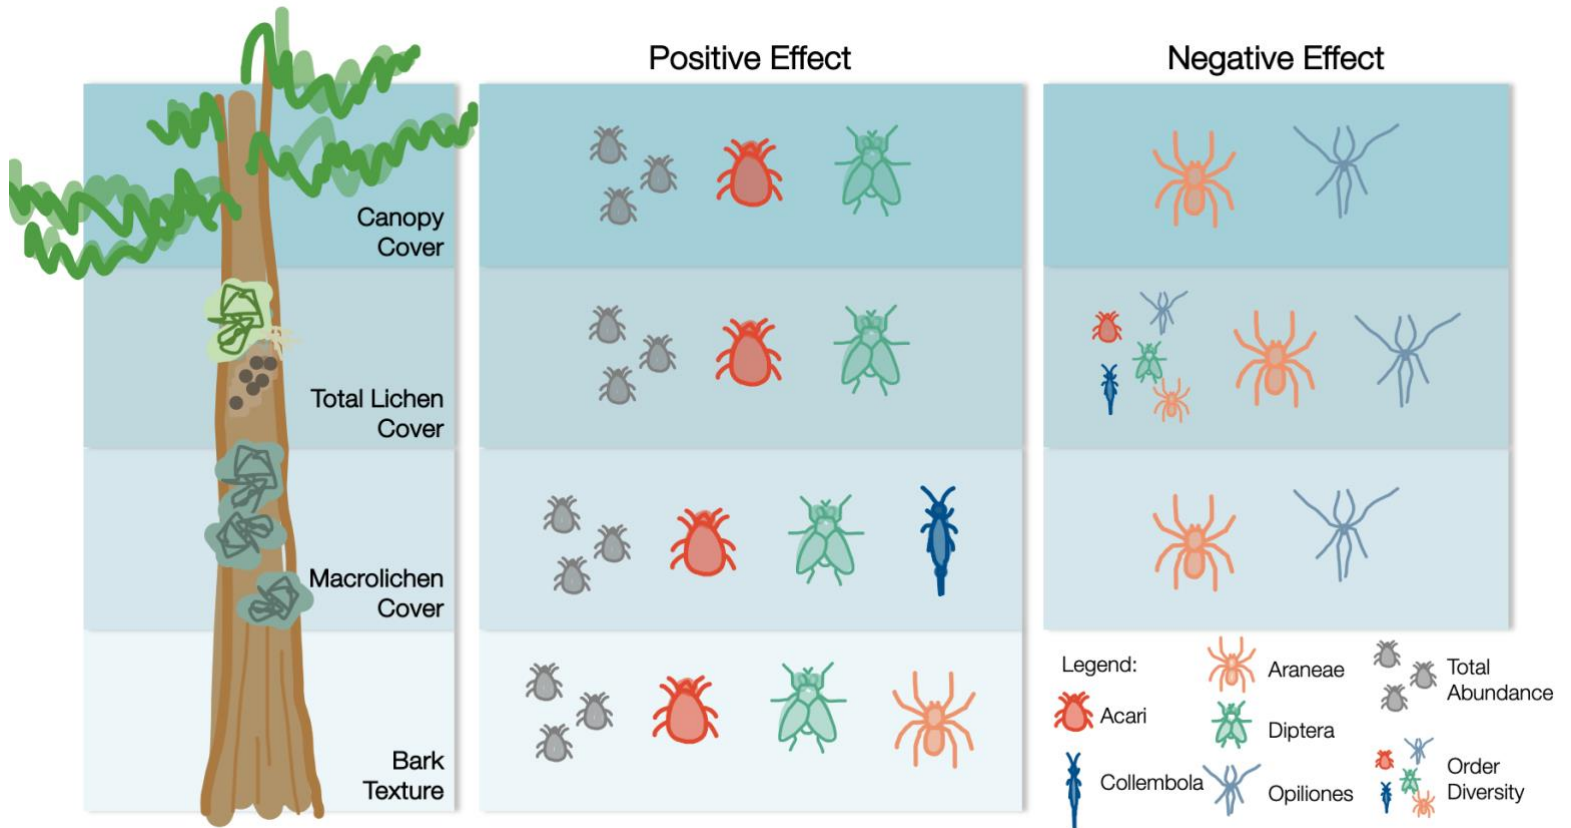 Positive Effect
Negative Effect
Canopy
Cover
Total Lichen
Cover
Macrolichen
Cover
Bark
Texture
Legend:
Acari
Collembola
Araneae
Diptera
Opiliones
Total
Abundance
Order
Diversity